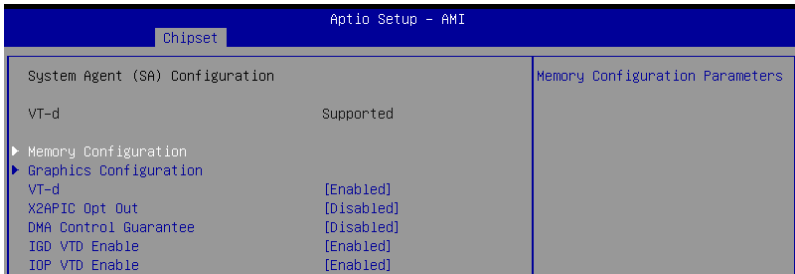 Aptio Setup – AMI
Chipset
System Agent (SA) Configuration
Memory Configuration Parameters
VT-d Supported
Memory Configuration
Graphics Configuration
VT-d [Enabled]
X2APIC Opt Out [Disabled]
DMA Control Guarantee [Disabled]
IGD VTD Enable [Enabled]
IOP VTD Enable [Enabled]